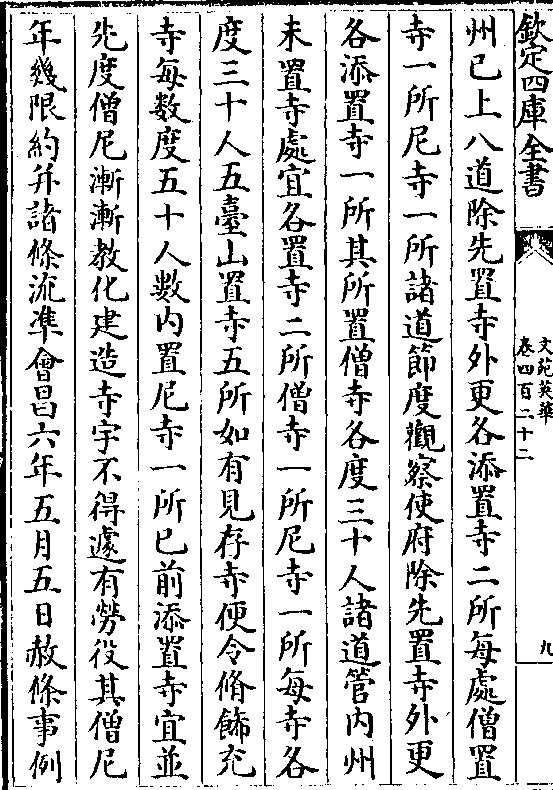 欽定四庫全書
文苑英華
卷四百二十二
九
州已上八道除先置寺外更各添置寺二所每處僧置
寺一所尼寺一所諸道節度觀察使府除先置寺外更
各添置寺一所其所置僧寺各度三十人諸道管内州
未置寺處宜各置寺二所僧寺一所尼寺一所每寺各
度三十人五臺山置寺五所如有見存寺便令脩飾充
寺每數度五十人數内置尼寺一所已前添置寺宜並
先度僧尼漸漸教化建造寺宇不得遽有勞役其僧尼
年幾限約并諸條流準會昌六年五月五日赦條事例